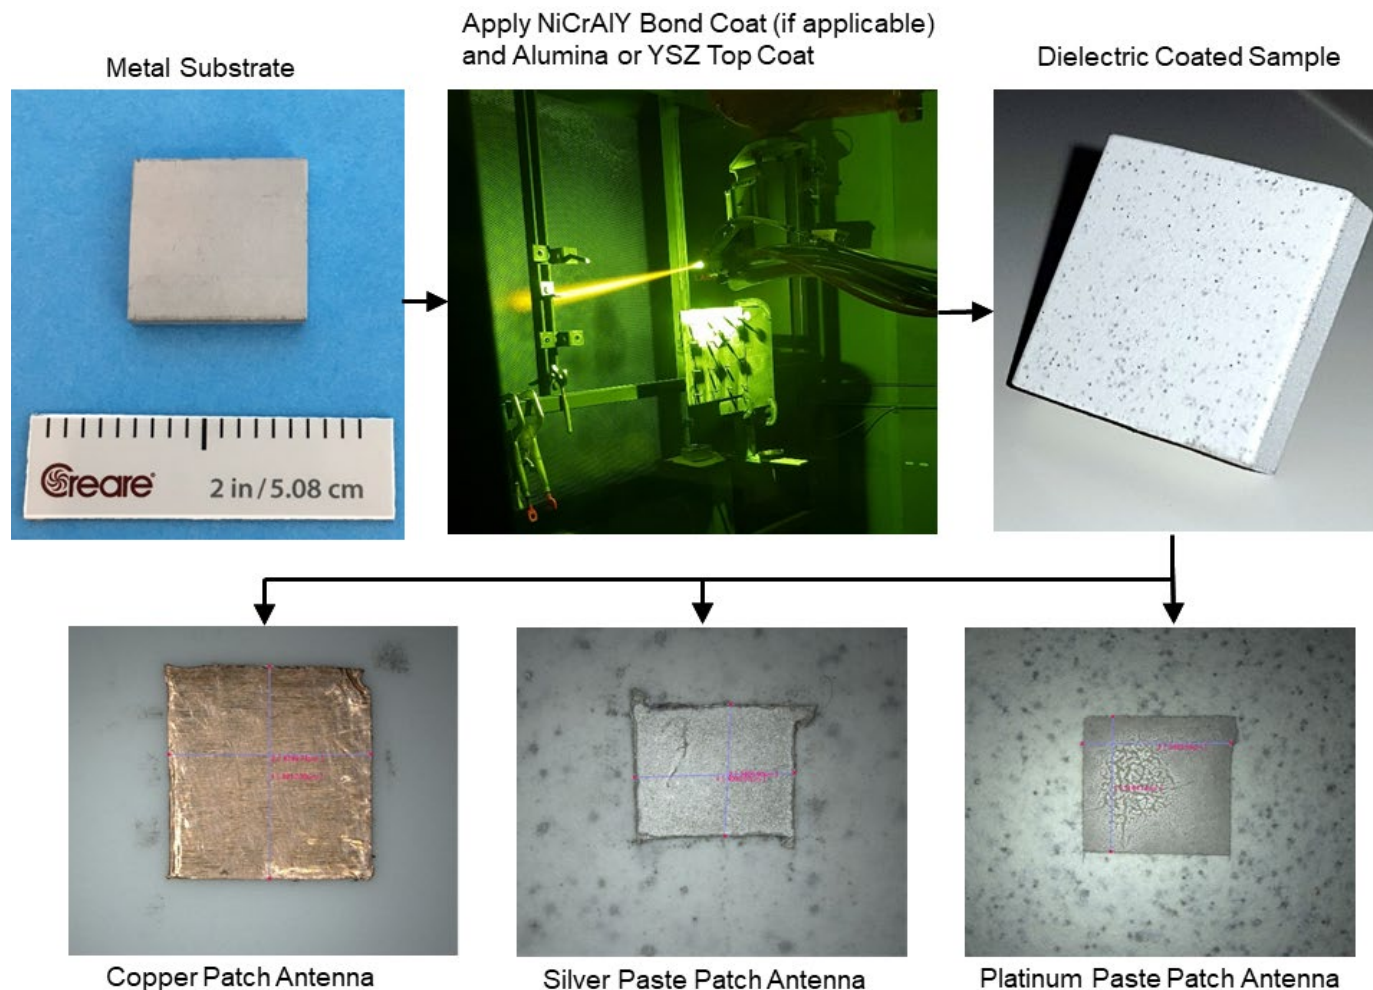 Metal Substrate
Apply NiCrAlY Bond Coat (if applicable)
and Alumina or YSZ Top Coat
Dielectric Coated Sample
Creare®
2 in / 5.08 cm
Copper Patch Antenna
Silver Paste Patch Antenna
Platinum Paste Patch Antenna